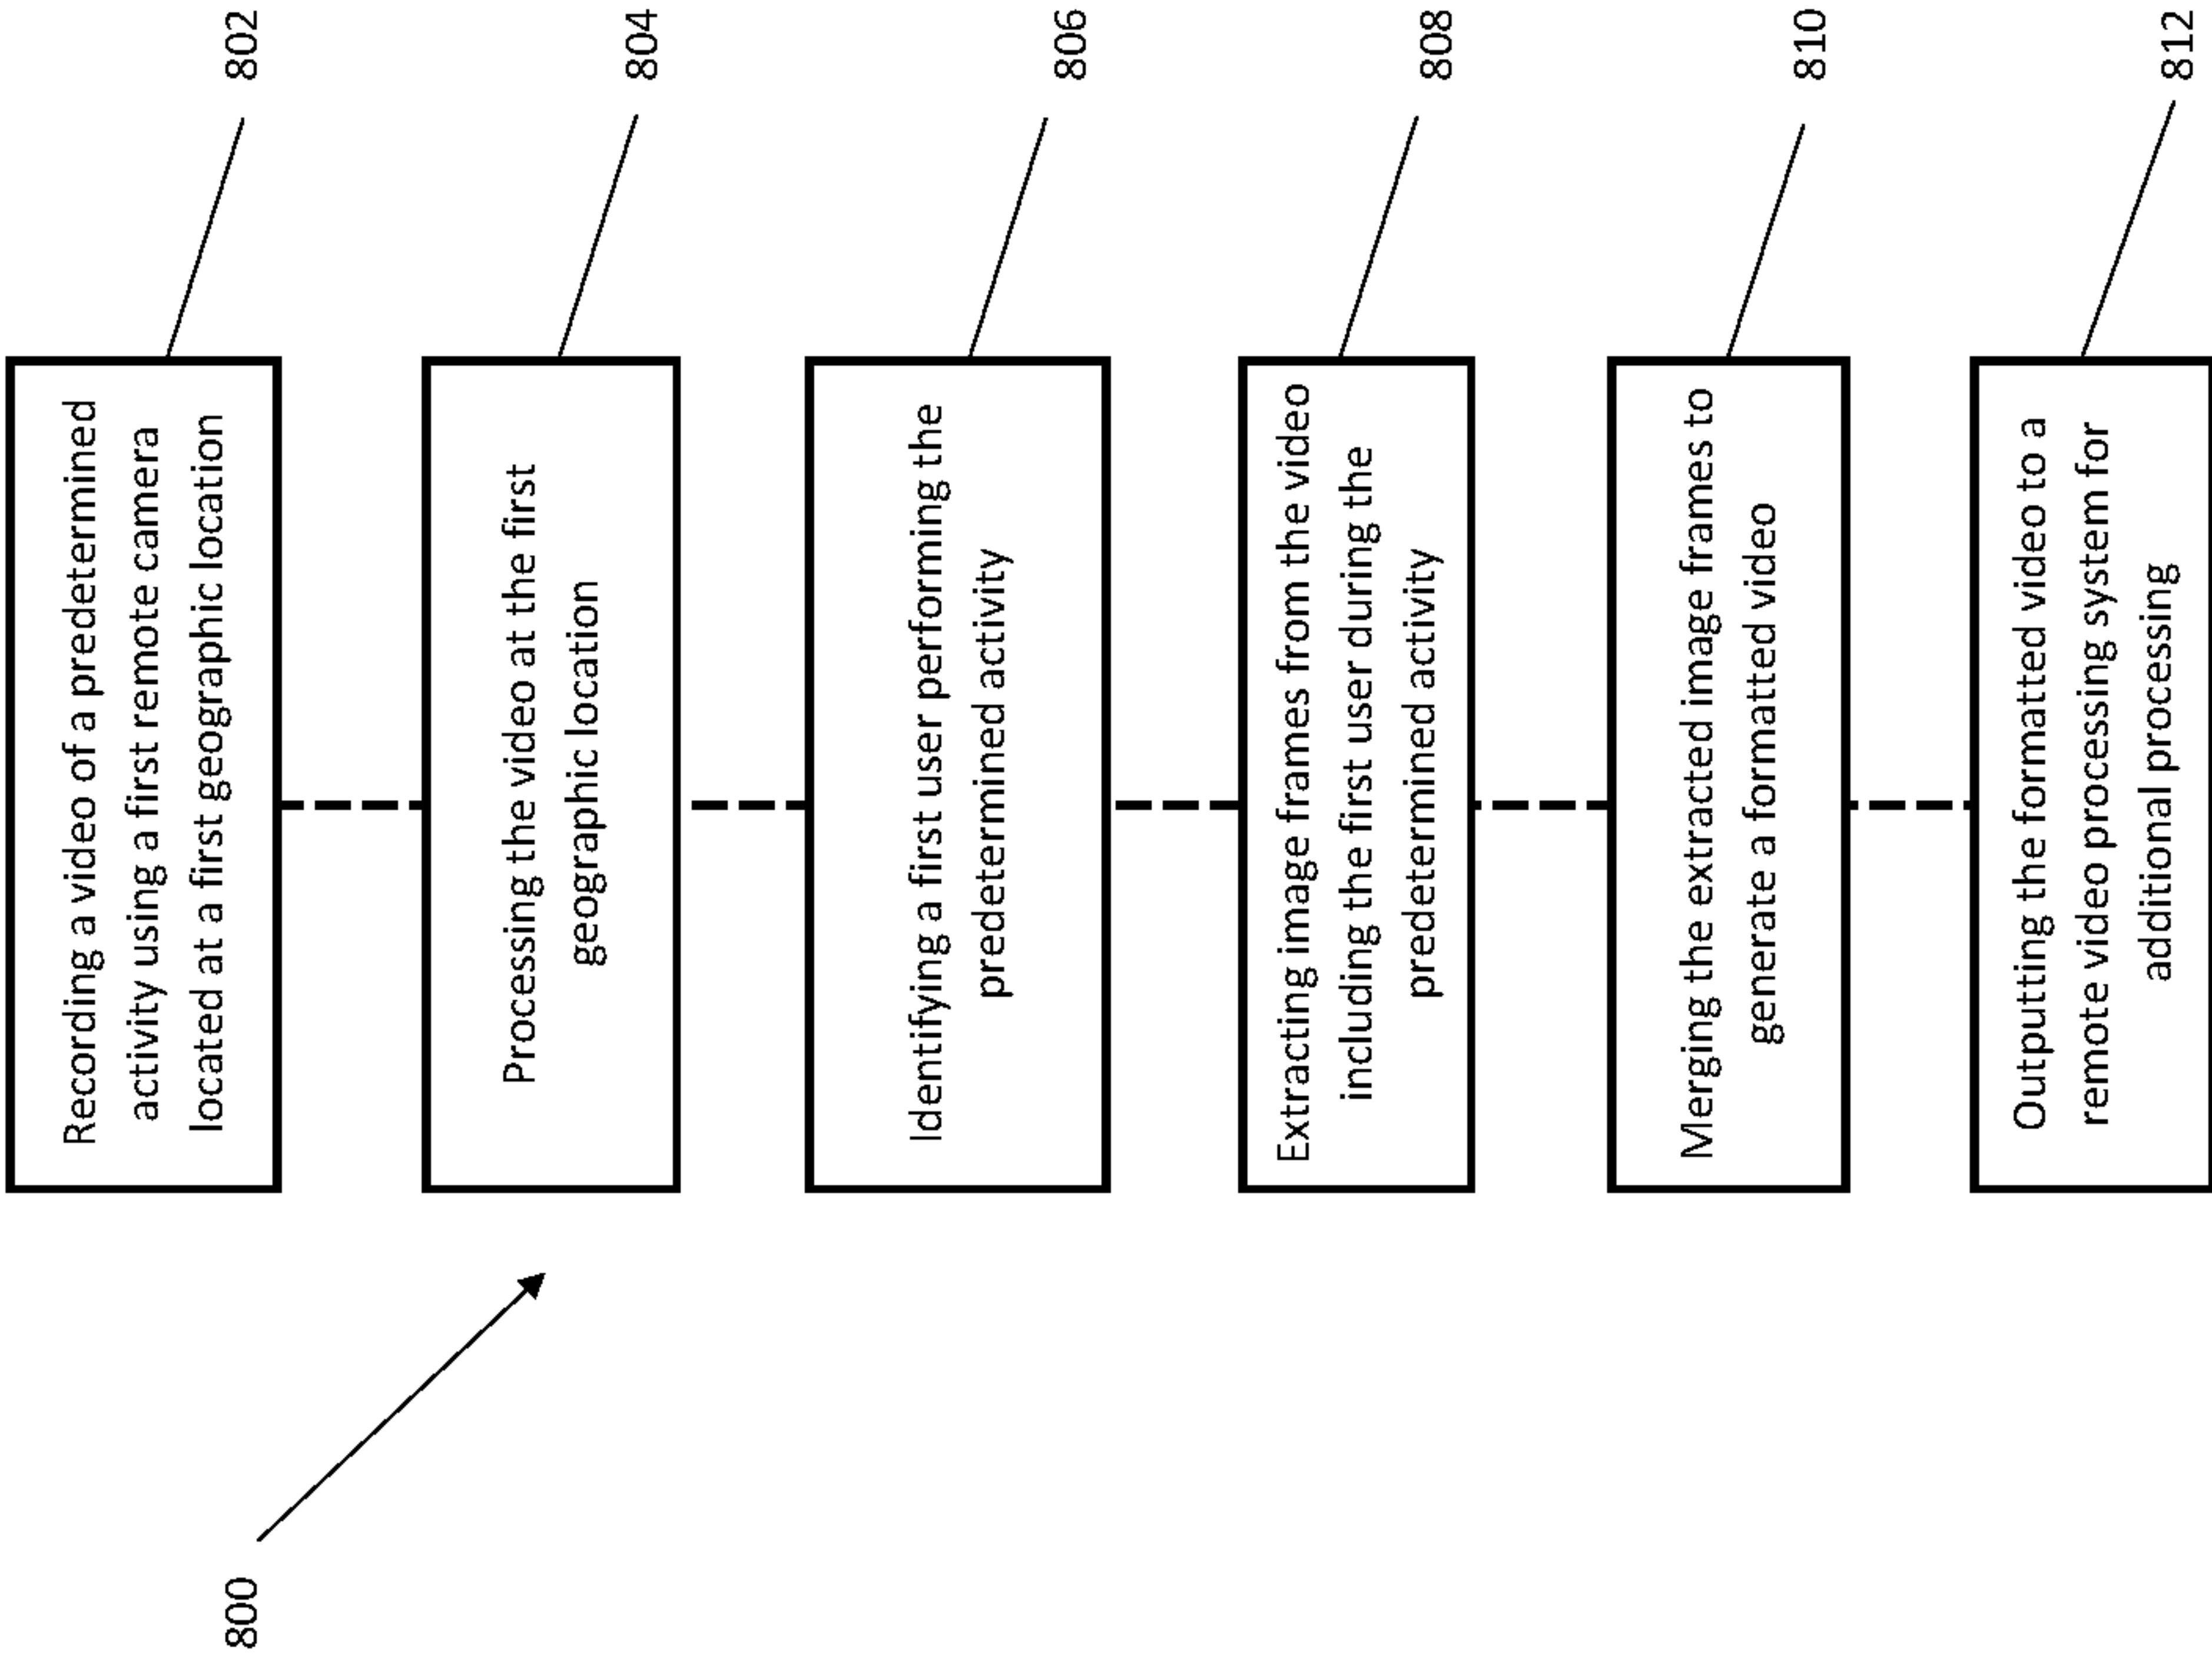 800
Recording a video of a predetermined
activity using a first remote camera
located at a first geographic location
802
Processing the video at the first
geographic location
804
Identifying a first user performing the
predetermined activity
806
Extracting image frames from the video
including the first user during the
predetermined activity
808
Merging the extracted image frames to
generate a formatted video
810
Outputting the formatted video to a
remote video processing system for
additional processing
812